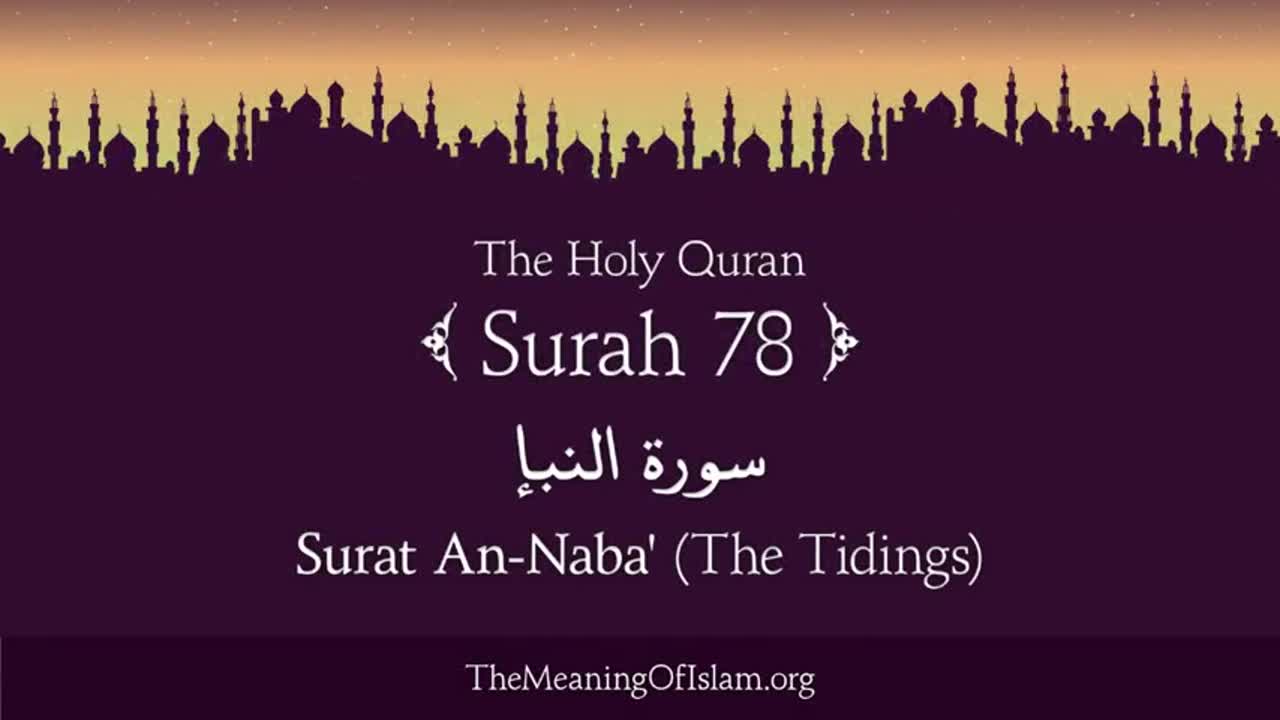 The Holy Quran
Surah 78
سورة النبإ
Surat An-Naba' (The Tidings)
TheMeaningOfIslam.org